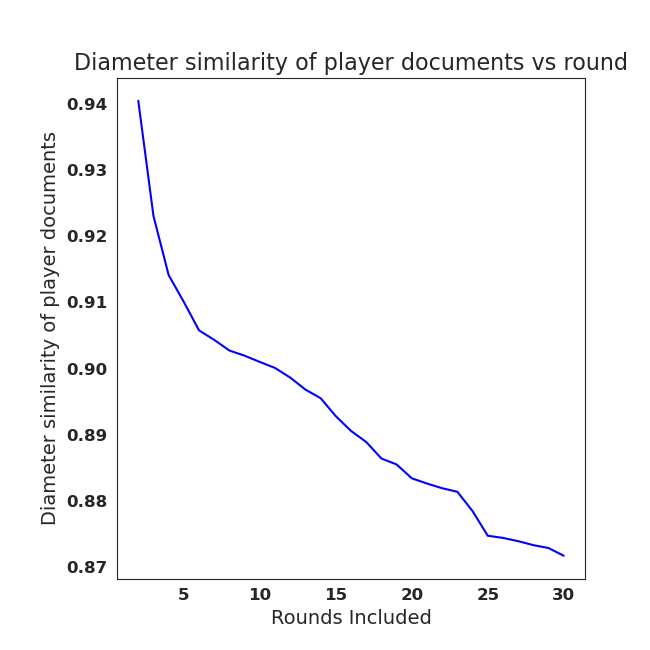 Diameter similarity of player documents vs round
Diameter similarity of player documents
0.94
0.93
0.92
0.91
0.90
0.89
0.88
0.87
5 10 15 20 25 30
Rounds Included